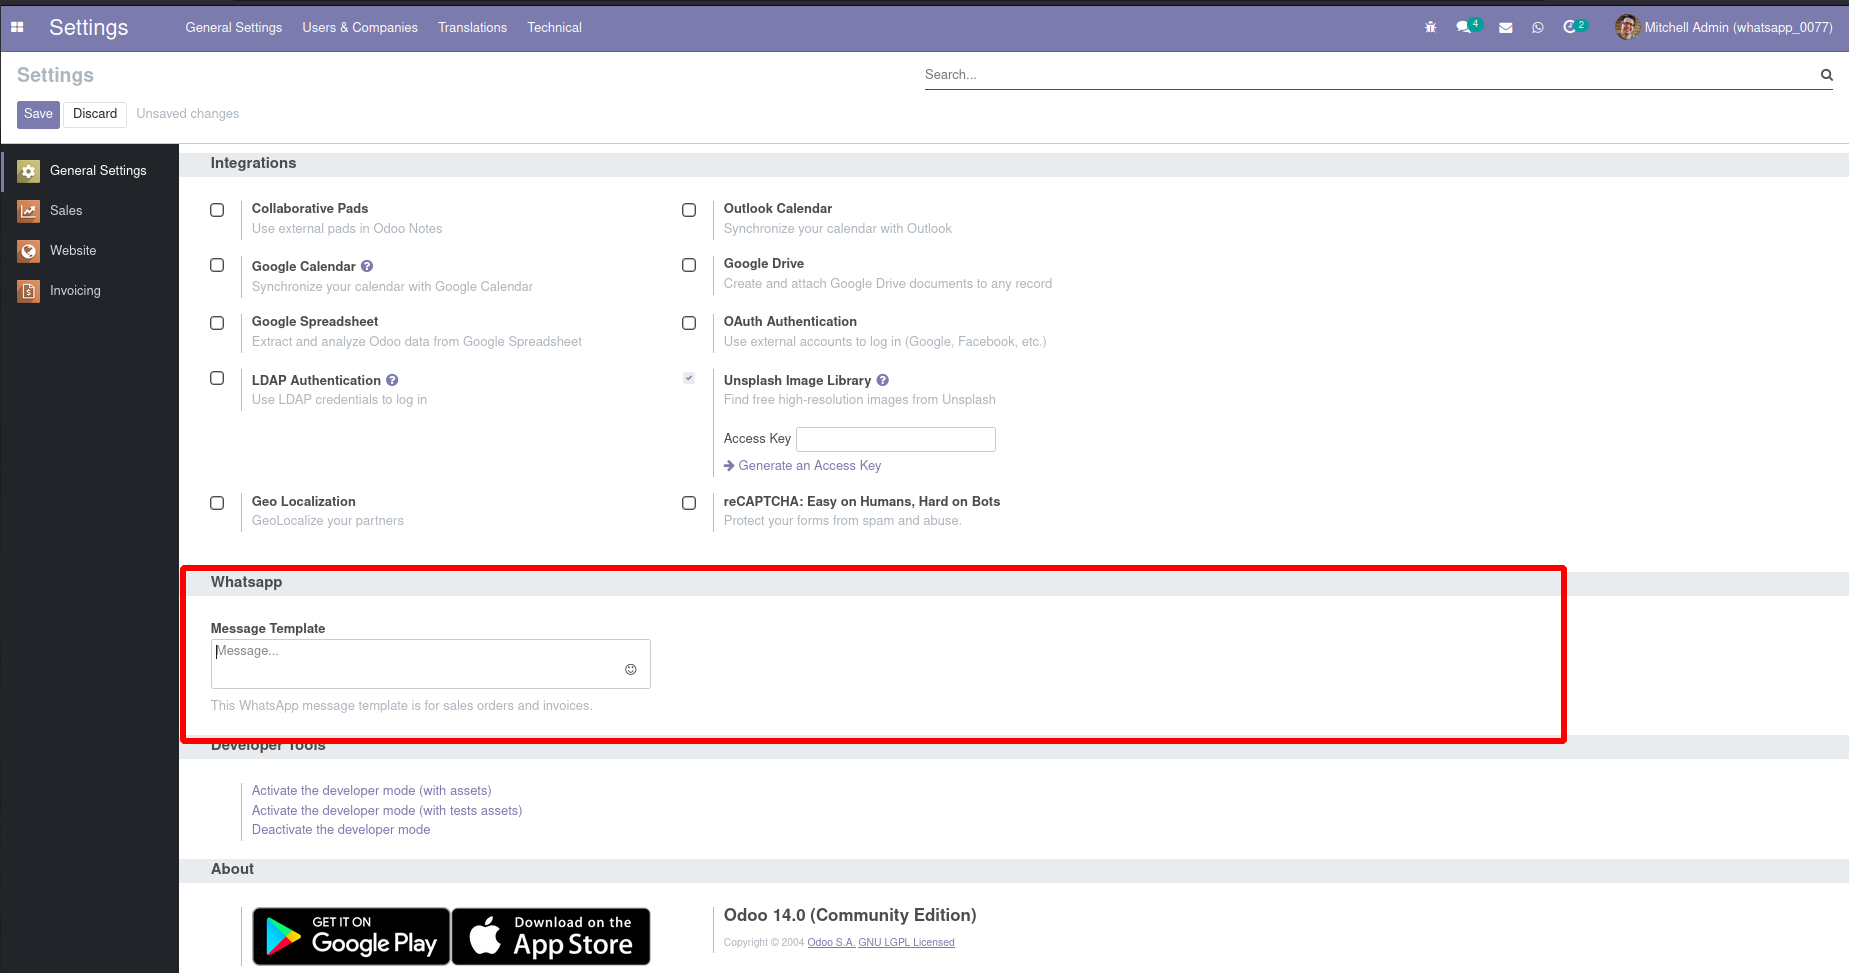 Settings
General Settings
Users & Companies
Translations
Technical
4
2
Mitchell Admin (whatsapp_0077)
Settings
Search...
Save
Discard
Unsaved changes
General Settings
Sales
Website
Invoicing
Integrations
Collaborative Pads
Use external pads in Odoo Notes
Outlook Calendar
Synchronize your calendar with Outlook
Google Calendar ?
Synchronize your calendar with Google Calendar
Google Drive
Create and attach Google Drive documents to any record
Google Spreadsheet
Extract and analyze Odoo data from Google Spreadsheet
OAuth Authentication
Use external accounts to log in (Google, Facebook, etc.)
LDAP Authentication ?
Use LDAP credentials to log in
Unsplash Image Library ?
Find free high-resolution images from Unsplash
Access Key
Generate an Access Key
Geo Localization
GeoLocalize your partners
reCAPTCHA: Easy on Humans, Hard on Bots
Protect your forms from spam and abuse.
Whatsapp
Message Template
Message...
This WhatsApp message template is for sales orders and invoices.
Developer Tools
Activate the developer mode (with assets)
Activate the developer mode (with tests assets)
Deactivate the developer mode
About
GET IT ON
Google Play
Download on the
App Store
Odoo 14.0 (Community Edition)
Copyright © 2004 Odoo S.A. GNU LGPL Licensed